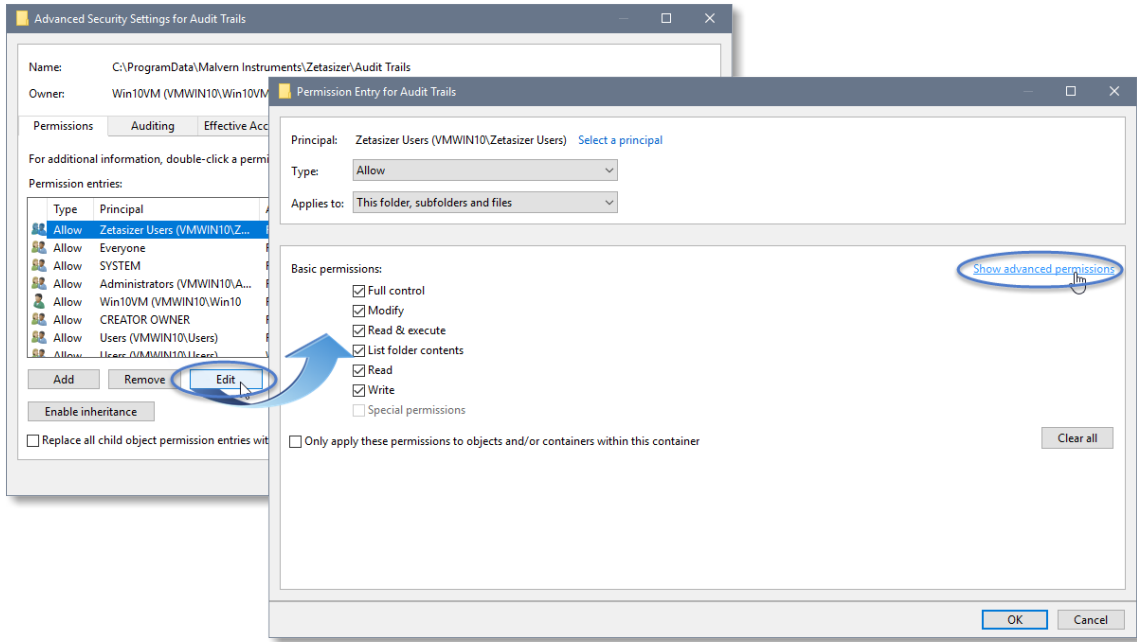 Advanced Security Settings for Audit Trails
Name: C:\ProgramData\Malvern Instruments\Zetasizer\Audit Trails
Owner: Win10VM (VMWIN10\Win10VM
Permissions Auditing Effective Acc
For additional information, double-click a permi
Permission entries:
Type Principal
Allow Zetasizer Users (VMWIN10\Z...
Allow Everyone
Allow SYSTEM
Allow Administrators (VMWIN10\A...
Allow Win10VM (VMWIN10\Win10
Allow CREATOR OWNER
Allow Users (VMWIN10\Users)
Allow Users (VMWIN10\Users)
Add Remove Edit
Enable inheritance
Replace all child object permission entries wit
Permission Entry for Audit Trails
Principal: Zetasizer Users (VMWIN10\Zetasizer Users) Select a principal
Type: Allow
Applies to: This folder, subfolders and files
Basic permissions: Show advanced permissions
Full control
Modify
Read & execute
List folder contents
Read
Write
Special permissions
Only apply these permissions to objects and/or containers within this container
Clear all
OK Cancel